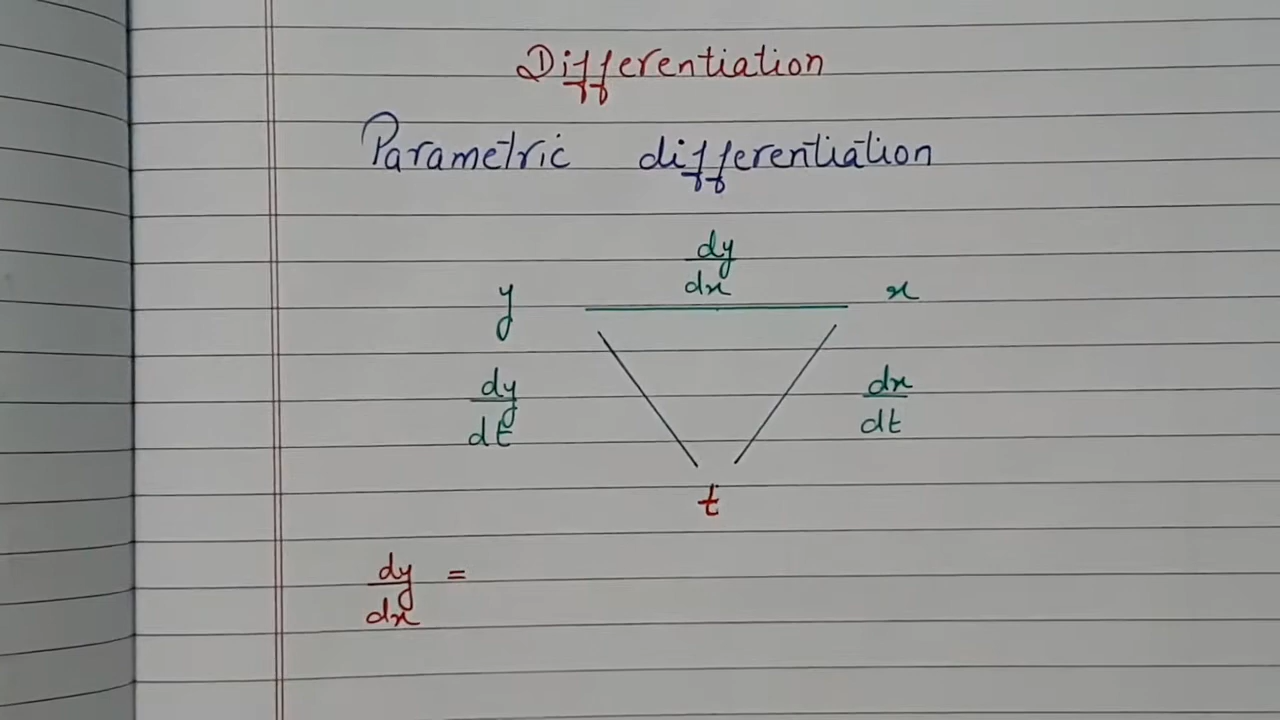 Differentiation
Parametric differentiation
dy/dx
y x
dy/dt dx/dt
t
dy/dx =